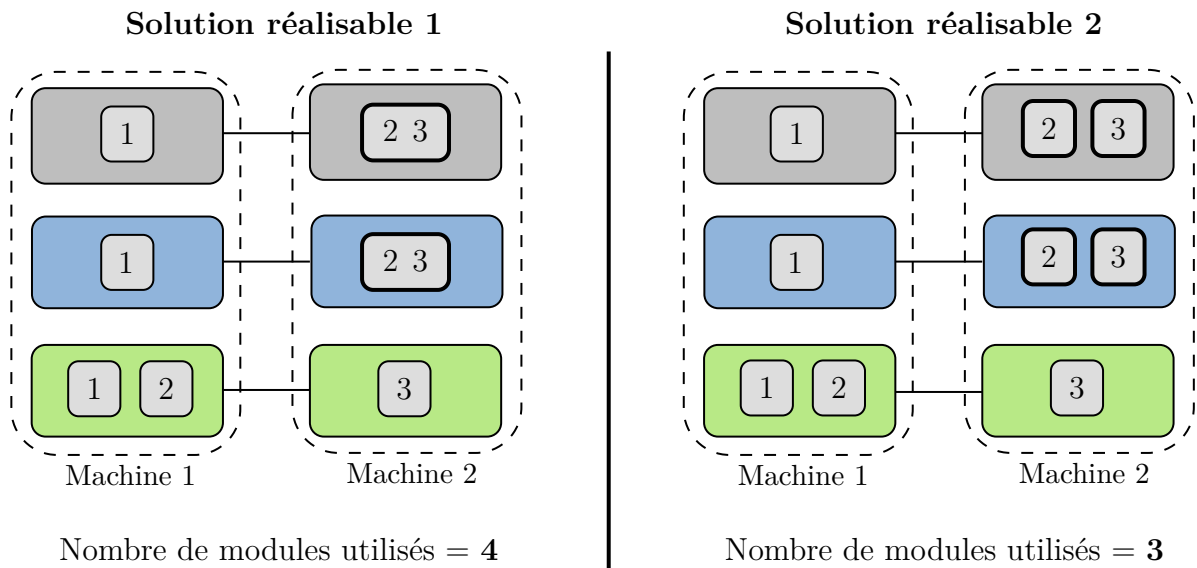 Solution réalisable 1
1
2 3
1
2 3
1 2
3
Machine 1
Machine 2
Nombre de modules utilisés = 4
Solution réalisable 2
1
2 3
1
2 3
1 2
3
Machine 1
Machine 2
Nombre de modules utilisés = 3